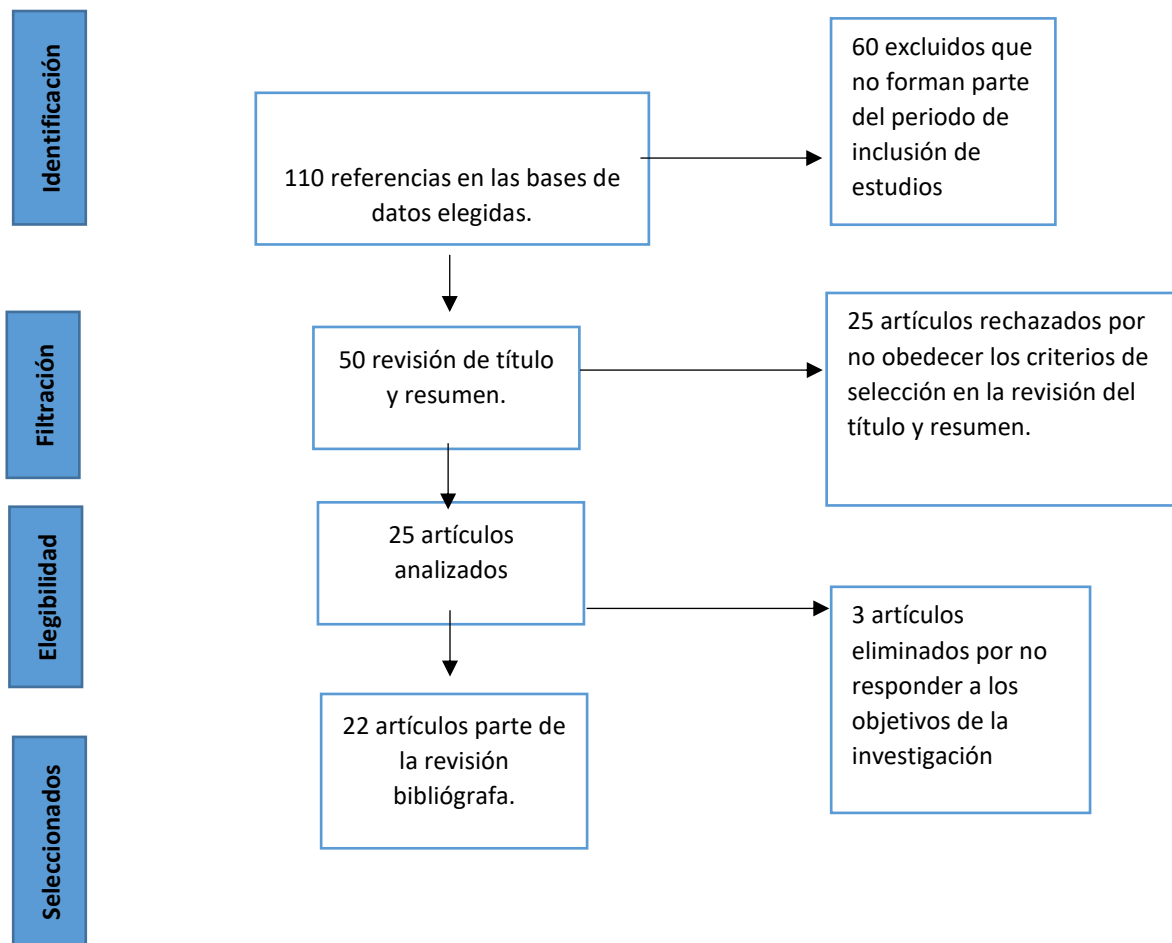 Identificación
110 referencias en las bases de
datos elegidas.
60 excluidos que
no forman parte
del periodo de
inclusión de
estudios
Filtración
50 revisión de título
y resumen.
25 artículos rechazados por
no obedecer los criterios de
selección en la revisión del
título y resumen.
Elegibilidad
25 artículos
analizados
3 artículos
eliminados por no
responder a los
objetivos de la
investigación
Seleccionados
22 artículos parte de
la revisión
bibliógrafa.